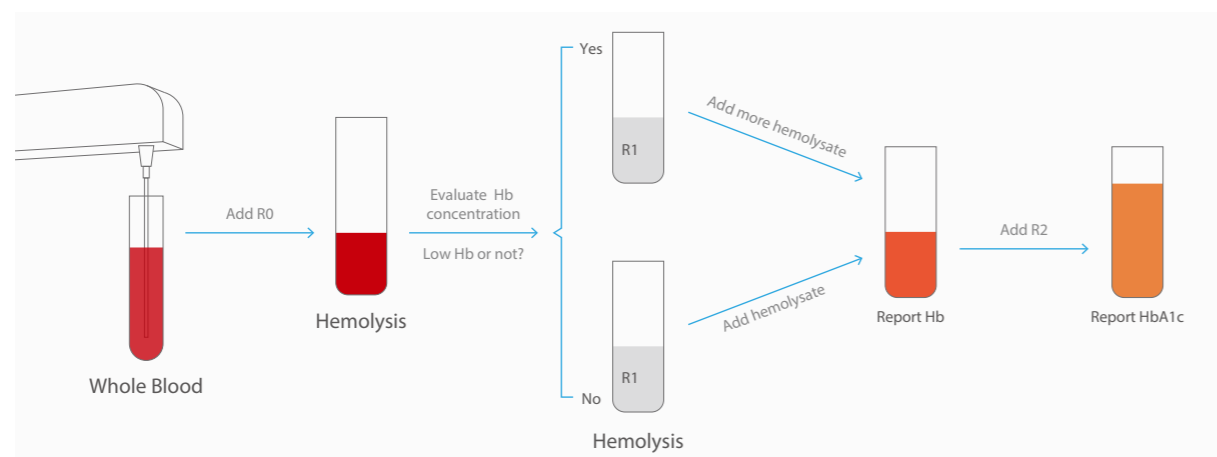 Whole Blood
Add R0
Hemolysis
Evaluate Hb
concentration
Low Hb or not?
Yes
R1
Add more hemolysate
No
R1
Hemolysis
Add hemolysate
Report Hb
Add R2
Report HbA1c